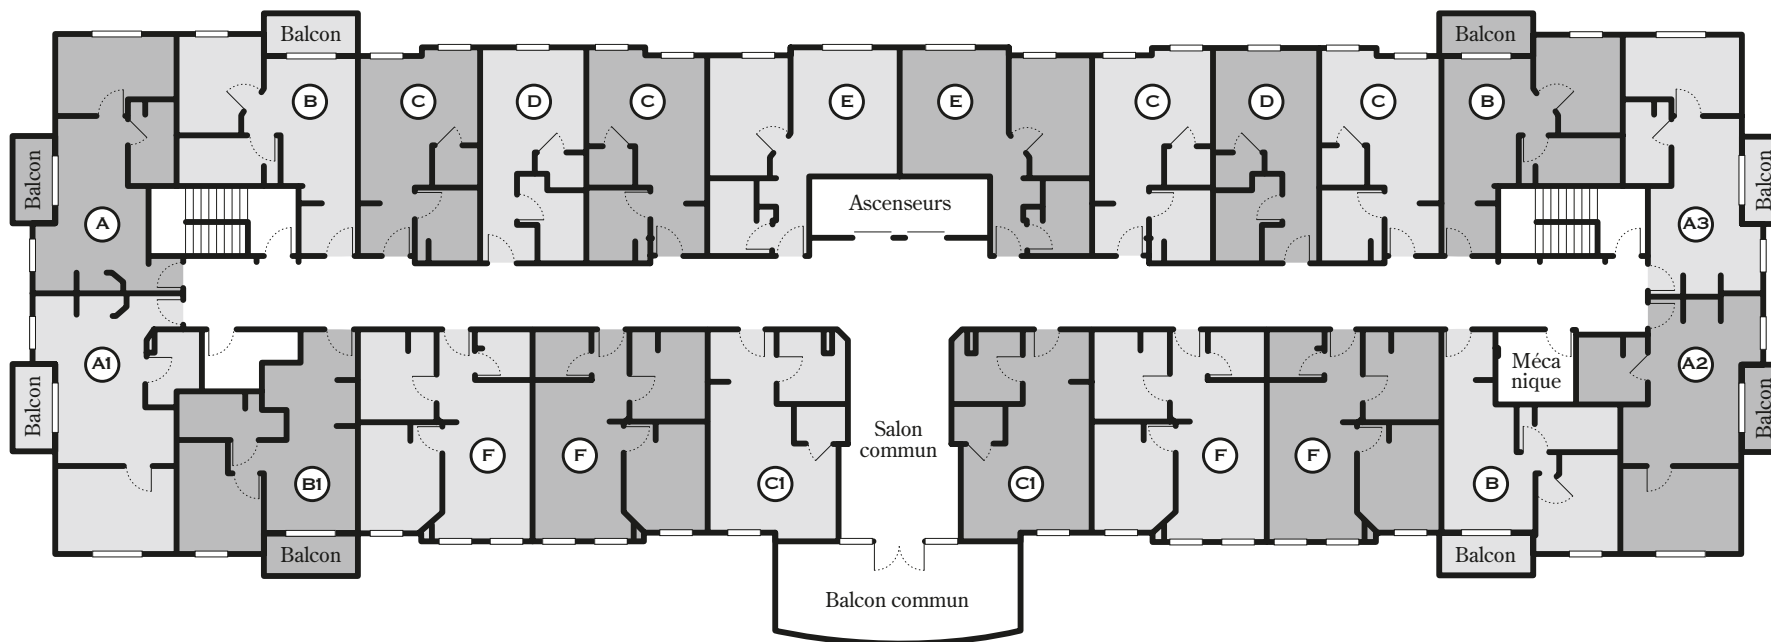 Balcon
Balcon
B
C
D
C
E
E
C
D
C
B
Balcon
A
Ascenseurs
A3
Balcon
A1
Méca
nique
A2
Balcon
Salon
commun
Balcon
B1
F
F
C1
C1
F
F
B
Balcon
Balcon
Balcon commun